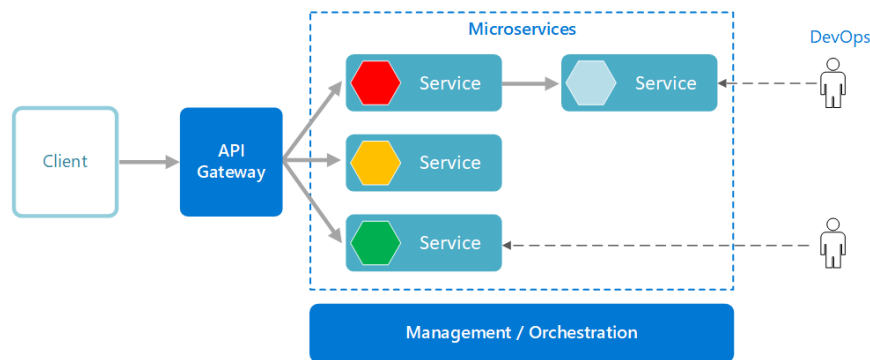 Microservices
DevOps
Service
Service
Client
API
Gateway
Service
Service
Management / Orchestration